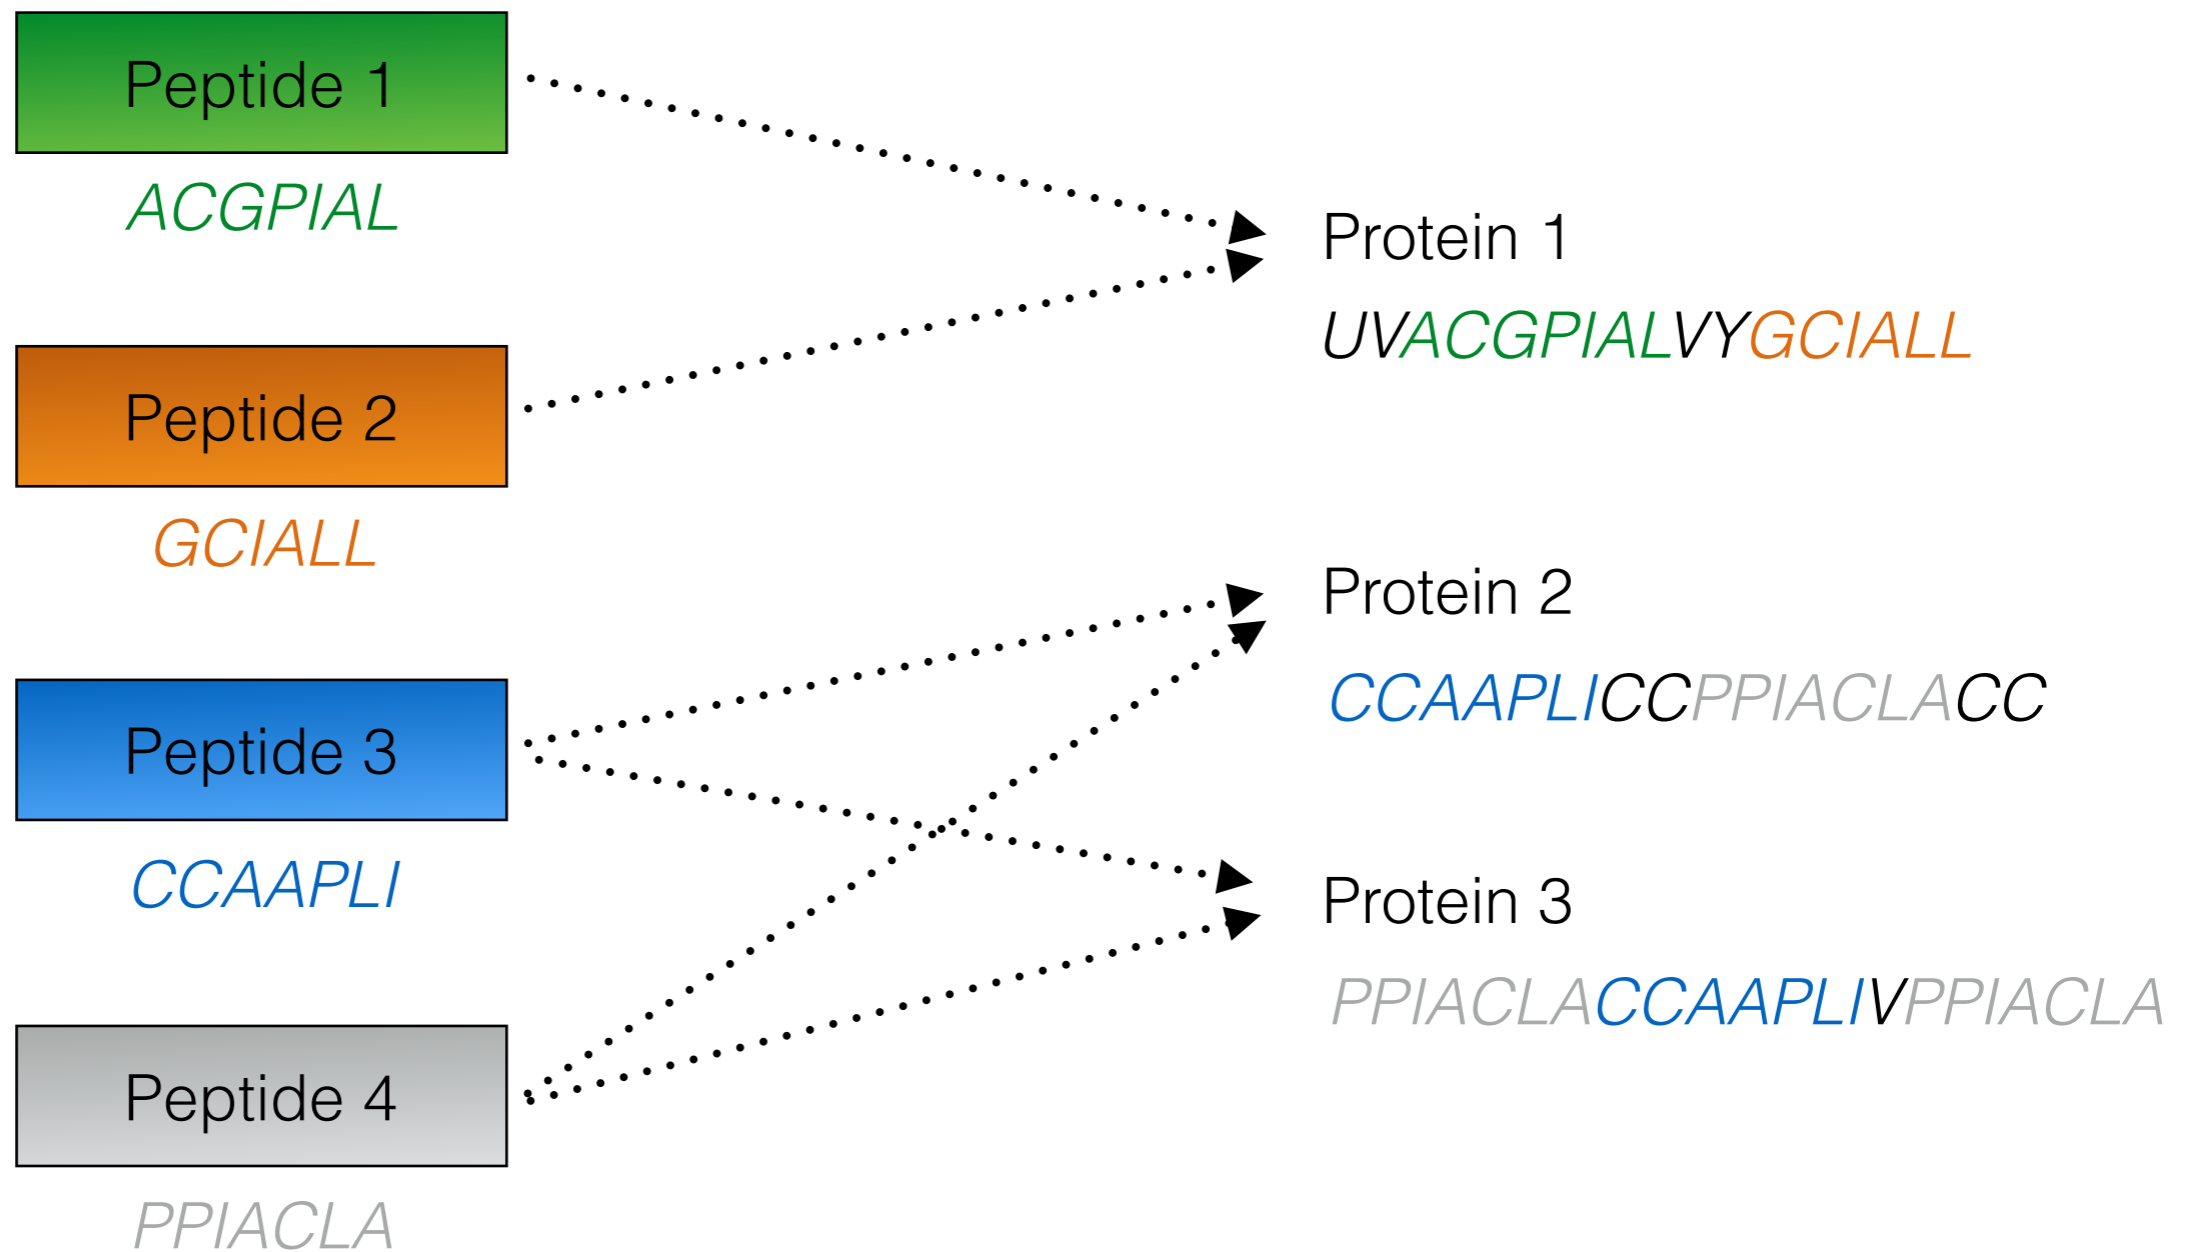 Peptide 1
ACGPIAL
Peptide 2
GCIALL
Peptide 3
CCAAPLI
Peptide 4
PPIACLA
Protein 1
UVACGPIALVYGCIALL
Protein 2
CCAAPLICCPPIACLACC
Protein 3
PPIACLACCAAPLIVPPIACLA